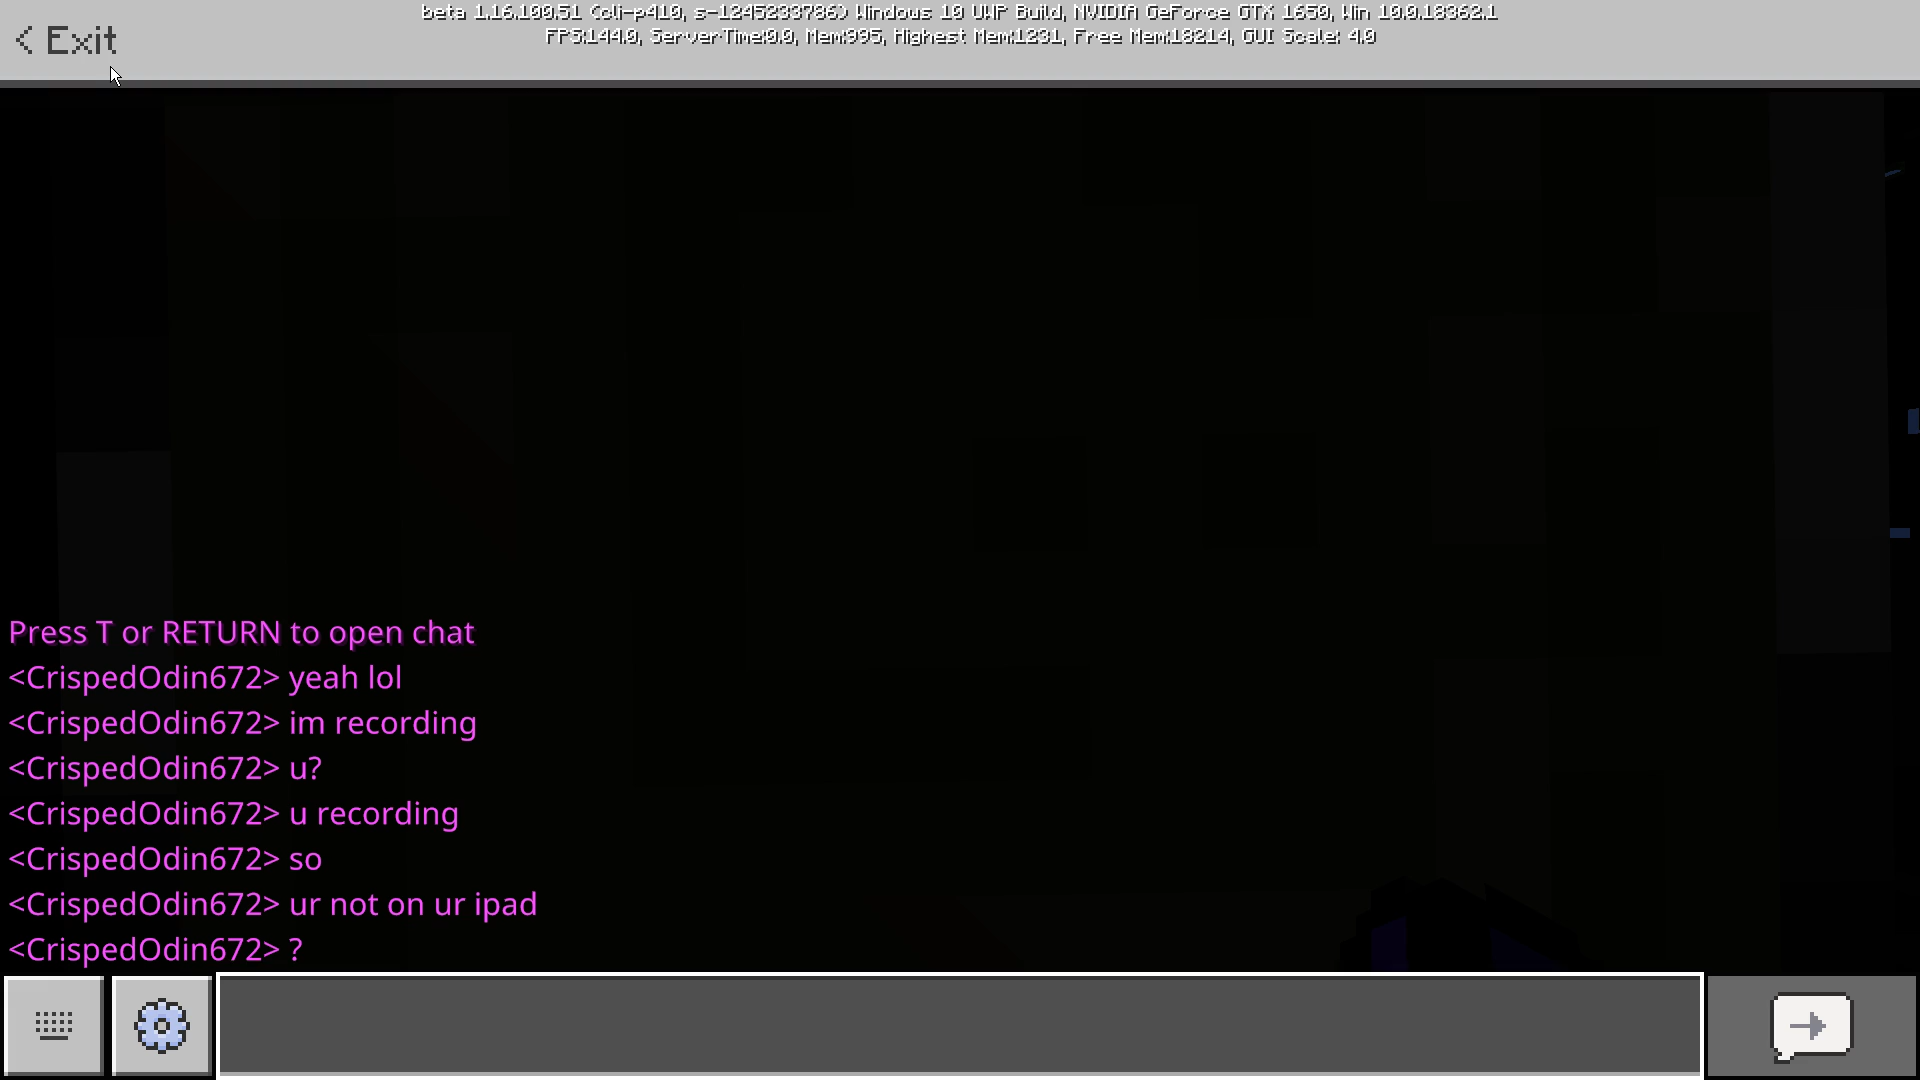 beta 1.16.100.51 (cli-p410, s-1245233786) Windows 10 UWP Build, NVIDIA GeForce GTX 1650, Win 10.0.18362.1
FPS:144.0, ServerTime:0.0, Mem:995, Highest Mem:1231, Free Mem:18214, GUI Scale: 4.0
< Exit
Press T or RETURN to open chat
<CrispedOdin672> yeah lol
<CrispedOdin672> im recording
<CrispedOdin672> u?
<CrispedOdin672> u recording
<CrispedOdin672> so
<CrispedOdin672> ur not on ur ipad
<CrispedOdin672> ?